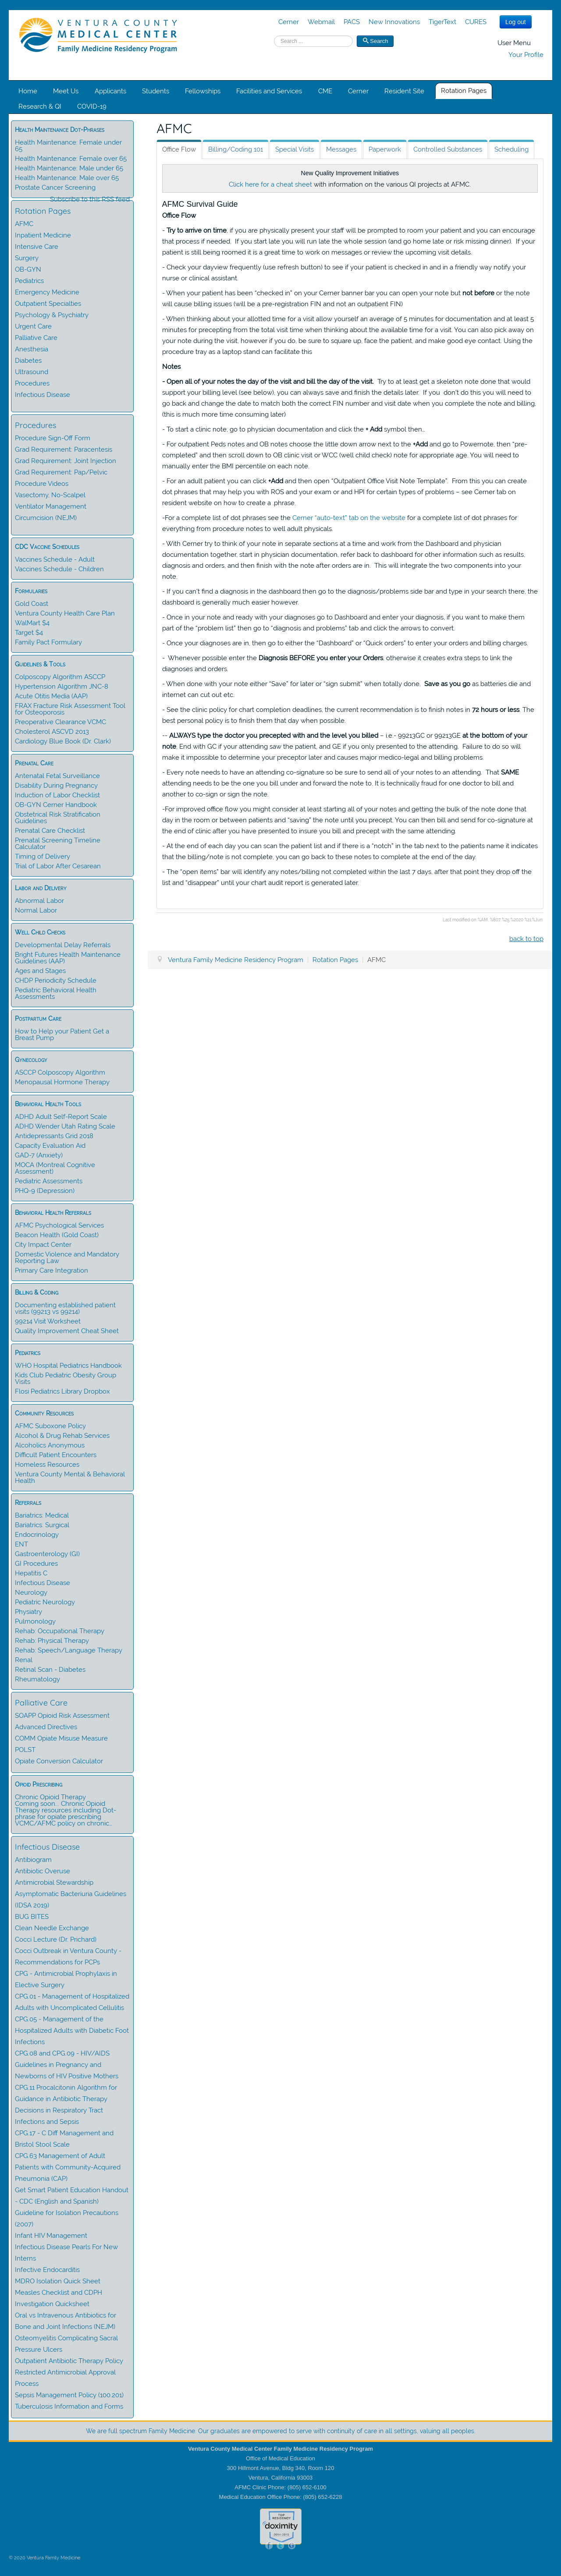 VENTURA COUNTY
MEDICAL CENTER
Family Medicine Residency Program
Cerner Webmail PACS New Innovations TigerText CURES Log out
Search ... Search
User Menu
Your Profile
Home Meet Us Applicants Students Fellowships Facilities and Services CME Cerner Resident Site Rotation Pages
Research & QI COVID-19
Health Maintenance Dot-Phrases
Health Maintenance: Female under
65
Health Maintenance: Female over 65
Health Maintenance: Male under 65
Health Maintenance: Male over 65
Prostate Cancer Screening
Subscribe to this RSS feed
Rotation Pages
AFMC
Inpatient Medicine
Intensive Care
Surgery
OB-GYN
Pediatrics
Emergency Medicine
Outpatient Specialties
Psychology & Psychiatry
Urgent Care
Palliative Care
Anesthesia
Diabetes
Ultrasound
Procedures
Infectious Disease
Procedures
Procedure Sign-Off Form
Grad Requirement: Paracentesis
Grad Requirement: Joint Injection
Grad Requirement: Pap/Pelvic
Procedure Videos
Vasectomy, No-Scalpel
Ventilator Management
Circumcision (NEJM)
CDC Vaccine Schedules
Vaccines Schedule - Adult
Vaccines Schedule - Children
Formularies
Gold Coast
Ventura County Health Care Plan
WalMart $4
Target $4
Family Pact Formulary
Guidelines & Tools
Colposcopy Algorithm ASCCP
Hypertension Algorithm JNC-8
Acute Otitis Media (AAP)
FRAX Fracture Risk Assessment Tool
for Osteoporosis
Preoperative Clearance VCMC
Cholesterol ASCVD 2013
Cardiology Blue Book (Dr. Clark)
Prenatal Care
Antenatal Fetal Surveillance
Disability During Pregnancy
Induction of Labor Checklist
OB-GYN Cerner Handbook
Obstetrical Risk Stratification
Guidelines
Prenatal Care Checklist
Prenatal Screening Timeline
Calculator
Timing of Delivery
Trial of Labor After Cesarean
Labor and Delivery
Abnormal Labor
Normal Labor
Well Child Checks
Developmental Delay Referrals
Bright Futures Health Maintenance
Guidelines (AAP)
Ages and Stages
CHDP Periodicity Schedule
Pediatric Behavioral Health
Assessments
Postpartum Care
How to Help your Patient Get a
Breast Pump
Gynecology
ASCCP Colposcopy Algorithm
Menopausal Hormone Therapy
Behavioral Health Tools
ADHD Adult Self-Report Scale
ADHD Wender Utah Rating Scale
Antidepressants Grid 2018
Capacity Evaluation Aid
GAD-7 (Anxiety)
MOCA (Montreal Cognitive
Assessment)
Pediatric Assessments
PHQ-9 (Depression)
Behavioral Health Referrals
AFMC Psychological Services
Beacon Health (Gold Coast)
City Impact Center
Domestic Violence and Mandatory
Reporting Law
Primary Care Integration
Billing & Coding
Documenting established patient
visits (99213 vs 99214)
99214 Visit Worksheet
Quality Improvement Cheat Sheet
Pediatrics
WHO Hospital Pediatrics Handbook
Kids Club Pediatric Obesity Group
Visits
Flosi Pediatrics Library Dropbox
Community Resources
AFMC Suboxone Policy
Alcohol & Drug Rehab Services
Alcoholics Anonymous
Difficult Patient Encounters
Homeless Resources
Ventura County Mental & Behavioral
Health
Referrals
Bariatrics: Medical
Bariatrics: Surgical
Endocrinology
ENT
Gastroenterology (GI)
GI Procedures
Hepatitis C
Infectious Disease
Neurology
Pediatric Neurology
Physiatry
Pulmonology
Rehab: Occupational Therapy
Rehab: Physical Therapy
Rehab: Speech/Language Therapy
Renal
Retinal Scan - Diabetes
Rheumatology
Palliative Care
SOAPP Opioid Risk Assessment
Advanced Directives
COMM Opiate Misuse Measure
POLST
Opiate Conversion Calculator
Opioid Prescribing
Chronic Opioid Therapy
Coming soon... Chronic Opioid
Therapy resources including Dot-
phrase for opiate prescribing
VCMC/AFMC policy on chronic...
Infectious Disease
Antibiogram
Antibiotic Overuse
Antimicrobial Stewardship
Asymptomatic Bacteriuria Guidelines
(IDSA 2019)
BUG BITES
Clean Needle Exchange
Cocci Lecture (Dr. Prichard)
Cocci Outbreak in Ventura County -
Recommendations for PCPs
CPG - Antimicrobial Prophylaxis in
Elective Surgery
CPG.01 - Management of Hospitalized
Adults with Uncomplicated Cellulitis
CPG.05 - Management of the
Hospitalized Adults with Diabetic Foot
Infections
CPG.08 and CPG.09 - HIV/AIDS
Guidelines in Pregnancy and
Newborns of HIV Positive Mothers
CPG.11 Procalcitonin Algorithm for
Guidance in Antibiotic Therapy
Decisions in Respiratory Tract
Infections and Sepsis
CPG.17 - C Diff Management and
Bristol Stool Scale
CPG.63 Management of Adult
Patients with Community-Acquired
Pneumonia (CAP)
Get Smart Patient Education Handout
- CDC (English and Spanish)
Guideline for Isolation Precautions
(2007)
Infant HIV Management
Infectious Disease Pearls For New
Interns
Infective Endocarditis
MDRO Isolation Quick Sheet
Measles Checklist and CDPH
Investigation Quicksheet
Oral vs Intravenous Antibiotics for
Bone and Joint Infections (NEJM)
Osteomyelitis Complicating Sacral
Pressure Ulcers
Outpatient Antibiotic Therapy Policy
Restricted Antimicrobial Approval
Process
Sepsis Management Policy (100.201)
Tuberculosis Information and Forms
AFMC
Office Flow Billing/Coding 101 Special Visits Messages Paperwork Controlled Substances Scheduling
New Quality Improvement Initiatives
Click here for a cheat sheet with information on the various QI projects at AFMC.
AFMC Survival Guide
Office Flow
- Try to arrive on time, if you are physically present your staff will be prompted to room your patient and you can encourage
that process if needed. If you start late you will run late the whole session (and go home late or risk missing dinner). If your
patient is still being roomed it is a great time to work on messages or review the upcoming visit details.
- Check your dayview frequently (use refresh button) to see if your patient is checked in and in a friendly way notify your
nurse or clinical assistant.
- When your patient has been "checked in" on your Cerner banner bar you can open your note but not before or the note
will cause billing issues (will be a pre-registration FIN and not an outpatient FIN)
- When thinking about your visit flow if you do a nice slow visit allow yourself an average of 5 minutes for documentation and at least 5
minutes for precepting from the total visit length when thinking about the available time for a visit. You can also start your
note during the visit, however if allowed to do this, be sure to square up, face the patient, and make good eye contact. Using the
Procedure tray as a laptop stand can facilitate this
Notes
- Open all of your notes the day of the visit and bill the day of the visit. Try to at least get a skeleton note done that would
support your billing level even if you were to be suddenly out sick, you can always save and finish the details later. If you don't do this you will
have to change the date to match both the correct FIN number and visit date when you complete the note and date billing,
(this is much more time consuming later)
- To start a clinic note, go to physician documentation and click the + Add symbol then...
- For outpatient Peds notes and OB notes choose the little down arrow next to the +Add and go to Powernote, then "pre-
completed" and then scroll down to OB clinic visit or WCC (well child check) note for appropriate age. You will need to
manually enter the BMI percentile on each note
- For an adult outpatient you can click +Add and then open "Outpatient Office Visit Note Template". From this you can click
a patient tray that may help you with ROS and your exam or add HPI for certain types of problems – see Cerner tab on
resident website on how to create a .phrase.
-For a complete list of dot phrases see the Cerner "auto-text" tab on the website for a complete list of dot phrases for
everything from procedure notes to well adult physicals.
- With Cerner try to think of your note in an separate chronological order than you see in the Dashboard and/or physician
documentation template together: start in physician documentation, refer back to dashboard for other information such as results,
diagnosis and orders, and then finish with the note after orders are in. This will integrate all of the necessary items into your
note.
- If you can't find a diagnosis in the dashboard then go to the diagnosis/problems side bar and type in your search there, the
dashboard is slightly more selective however.
- Once in your patient note and ready with your diagnoses go to Dashboard and enter your diagnosis, if you want to make them
part of the "problem list" then go to "diagnosis and problems" tab and click the arrows to convert.
- Once your diagnoses are in, then go to either the "Dashboard" or the "Quick orders" to enter your orders and billing charges.
- Whenever possible enter the Diagnosis BEFORE you enter your Orders, otherwise it creates extra steps to link the
diagnoses and orders.
- When done with your note either "Save" for later or "sign submit" when totally done. Save as you go as batteries die and
internet can cut out etc.
- See the clinic policy for chart completion deadlines, the current recommendation is to finish notes in 72 hours or less. The
best personal policy is to finish them that day when possible.
-- ALWAYS type the doctor you precepted with and the level you billed – i.e.- 99213GC or 99213GE at the bottom of your
note. End with GC if your attending saw the patient, and GE if you only precepted with them. To fail to do so will make it
impossible to bill for your preceptor/patient and causes major medico-legal and billing problems.
- Every note needs to have an attending co-signature so be sure to send all of your notes to your attending. That SAME
attending needs to be the one who addended your bill under and your refreshed name and attending on the bill and
to co-sign or sign the note.
-For improved office flow you might consider at least starting all of your orders and getting the bulk of the note done that
day in the presence of the patients and "saving" this and waiting until you precept. You can then bill and submit for co-signature
along with a bill. In some cases you will be able to complete everything before precepting with the same attending.
- At the end of each day you can scan the patient list and if there is a "notch" in the tab next to the patients name it indicates
the billing/note is not complete, you can go back to these notes to complete at the end of the day.
- The "open items" bar will identify any notes/billing not completed within the last 7 days, after that point they drop off the
list and "disappear" until your chart audit report is generated later.
back to top
Ventura Family Medicine Residency Program Rotation Pages AFMC
We are full spectrum Family Medicine. Our graduates are empowered to serve with continuity of care in all settings, valuing all peoples.
Ventura County Medical Center Family Medicine Residency Program
Office of Medical Education
300 Hillmont Avenue, Bldg 340, Room 120
Ventura, California 93003
AFMC Clinic Phone: (805) 652-6100
Medical Education Office Phone: (805) 652-6228
TOP
RESIDENCY
doximity
© 2020 Ventura Family Medicine